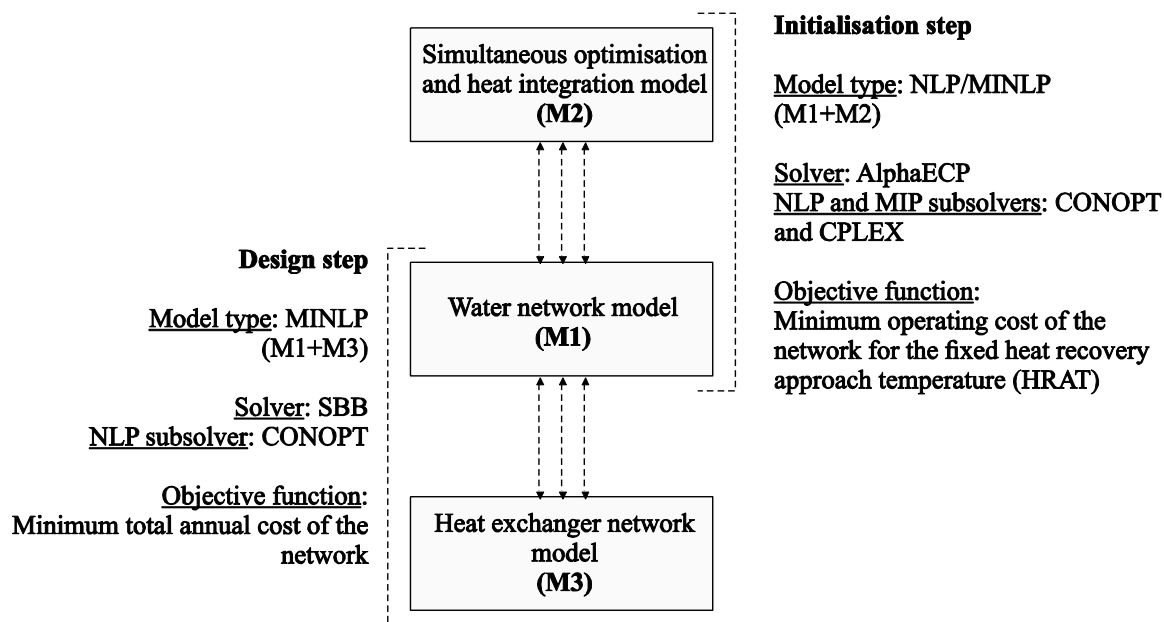 Simultaneous optimisation
and heat integration model
(M2)
Initialisation step
Model type: NLP/MINLP
(M1+M2)
Solver: AlphaECP
NLP and MIP subsolvers: CONOPT
and CPLEX
Objective function:
Minimum operating cost of the
network for the fixed heat recovery
approach temperature (HRAT)
Water network model
(M1)
Design step
Model type: MINLP
(M1+M3)
Solver: SBB
NLP subsolver: CONOPT
Objective function:
Minimum total annual cost of the
network
Heat exchanger network
model
(M3)